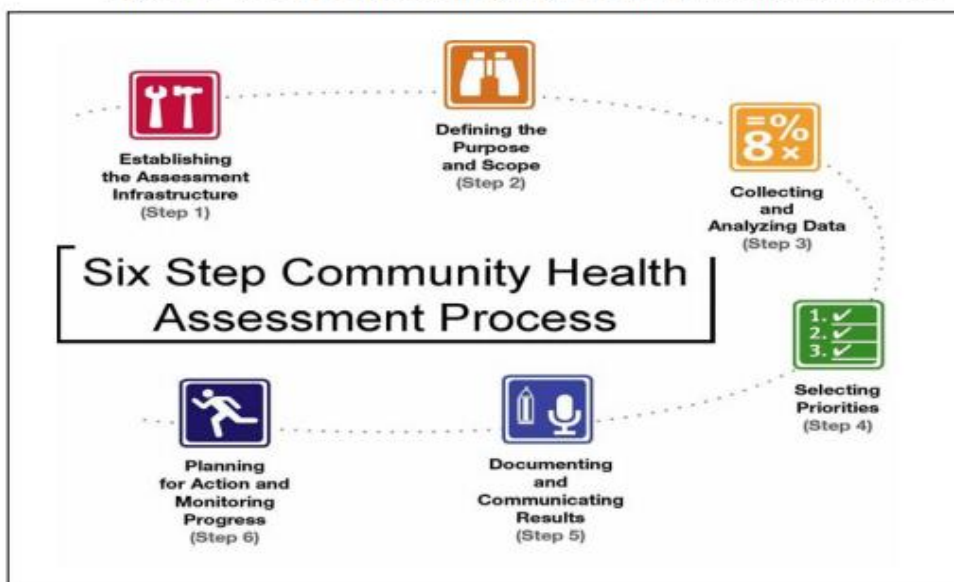 Establishing
the Assessment
Infrastructure
(Step 1)
Defining the
Purpose
and Scope
(Step 2)
=%
8x
Collecting
and
Analyzing Data
(Step 3)
Six Step Community Health
Assessment Process
1.
2.
3.
Selecting
Priorities
(Step 4)
Documenting
and
Communicating
Results
(Step 5)
Planning
for Action and
Monitoring
Progress
(Step 6)